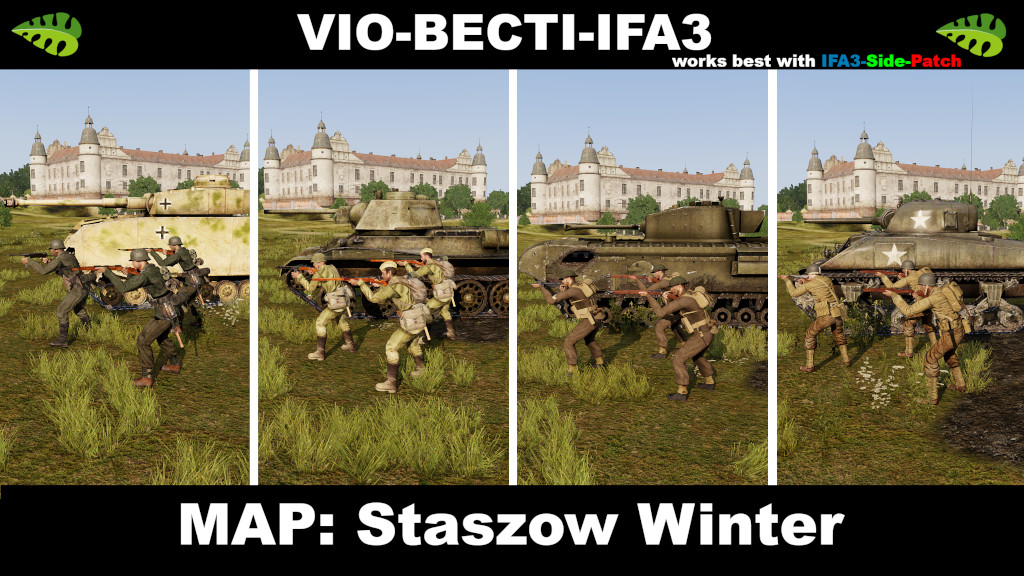 VIO-BECTI-IFA3
works best with IFA3-Side-Patch
MAP: Staszow Winter